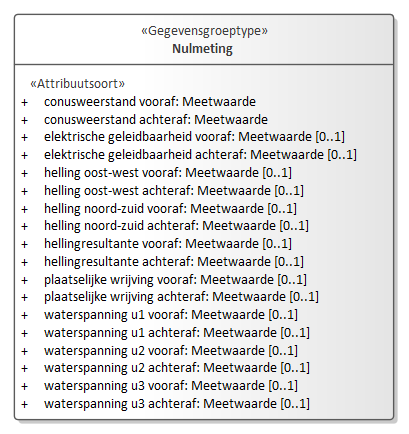 «Gegevensgroeptype»
Nulmeting
«Attribuutsoort»
+ conusweerstand vooraf: Meetwaarde
+ conusweerstand achteraf: Meetwaarde
+ elektrische geleidbaarheid vooraf: Meetwaarde [0..1]
+ elektrische geleidbaarheid achteraf: Meetwaarde [0..1]
+ helling oost-west vooraf: Meetwaarde [0..1]
+ helling oost-west achteraf: Meetwaarde [0..1]
+ helling noord-zuid vooraf: Meetwaarde [0..1]
+ helling noord-zuid achteraf: Meetwaarde [0..1]
+ hellingresultante vooraf: Meetwaarde [0..1]
+ hellingresultante achteraf: Meetwaarde [0..1]
+ plaatselijke wrijving vooraf: Meetwaarde [0..1]
+ plaatselijke wrijving achteraf: Meetwaarde [0..1]
+ waterspanning u1 vooraf: Meetwaarde [0..1]
+ waterspanning u1 achteraf: Meetwaarde [0..1]
+ waterspanning u2 vooraf: Meetwaarde [0..1]
+ waterspanning u2 achteraf: Meetwaarde [0..1]
+ waterspanning u3 vooraf: Meetwaarde [0..1]
+ waterspanning u3 achteraf: Meetwaarde [0..1]